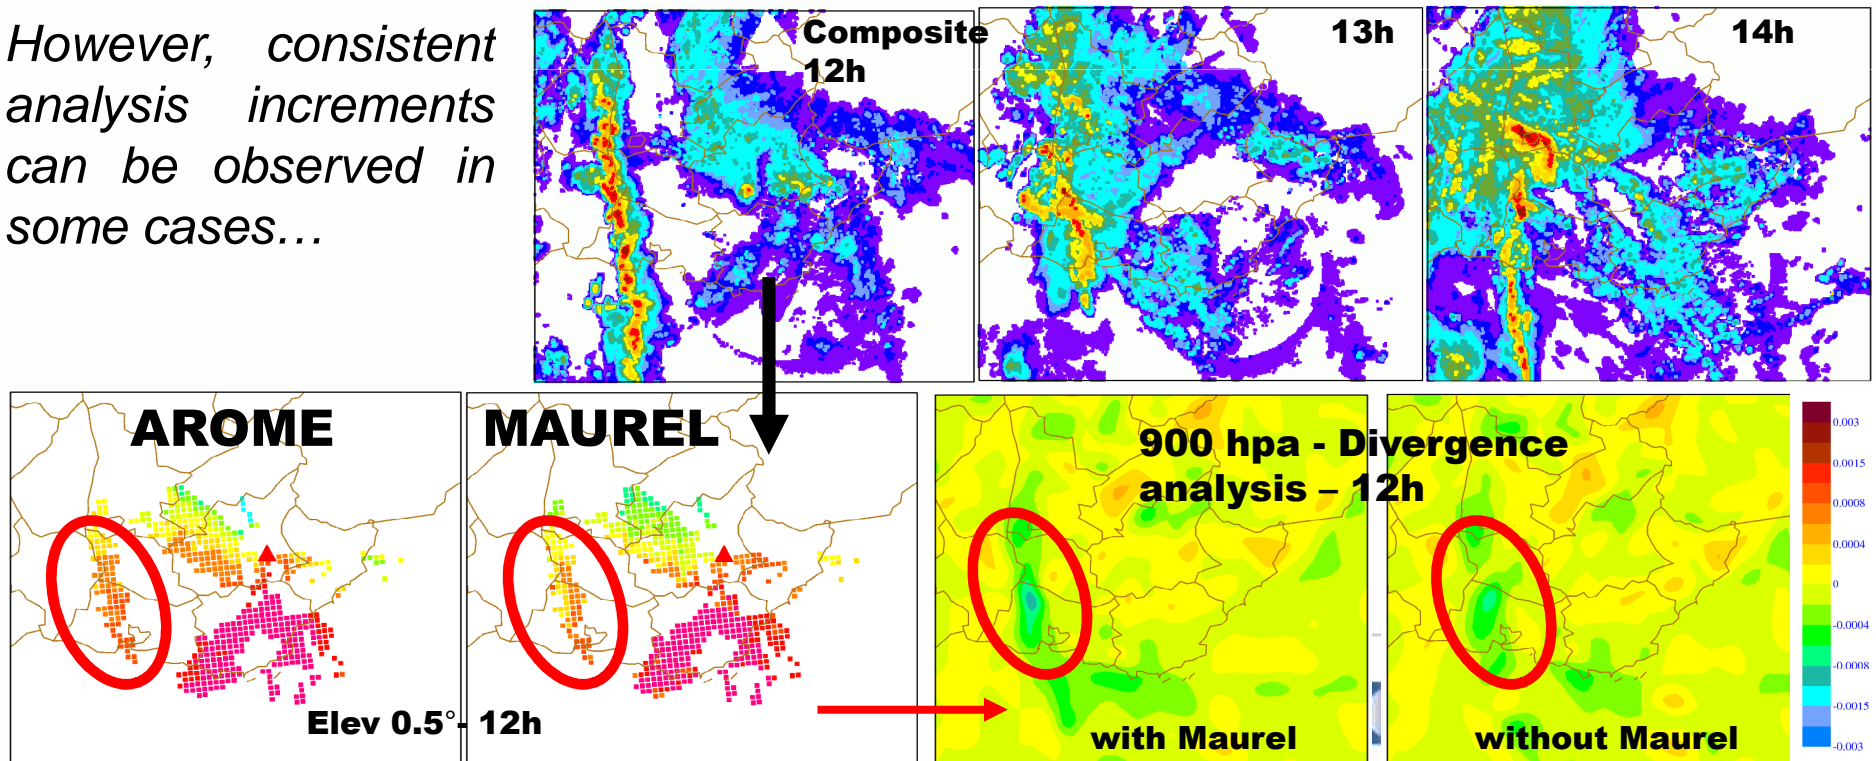 However, consistent
analysis increments
can be observed in
some cases…
Composite
12h
13h
14h
AROME
MAUREL
Elev 0.5°- 12h
900 hpa - Divergence
analysis – 12h
with Maurel
without Maurel
0.003
0.0015
0.0008
0.0004
0
-0.0004
-0.0008
-0.0015
-0.003